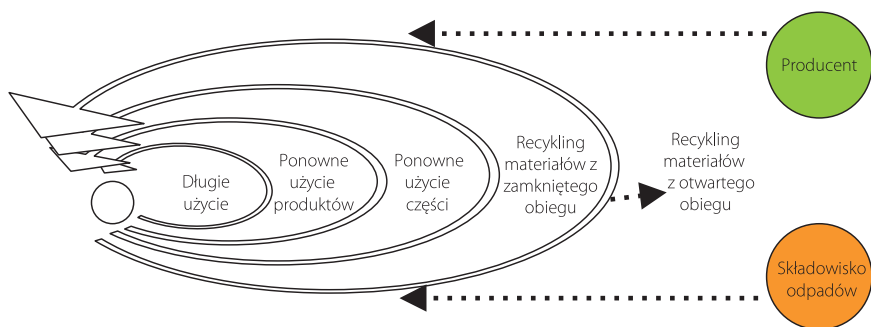 Producent
Długie
użycie
Ponowne
użycie
produktów
Ponowne
użycie
części
Recykling
materiałów z
zamkniętego
obiegu
Recykling
materiałów
z otwartego
obiegu
Składowisko
odpadów